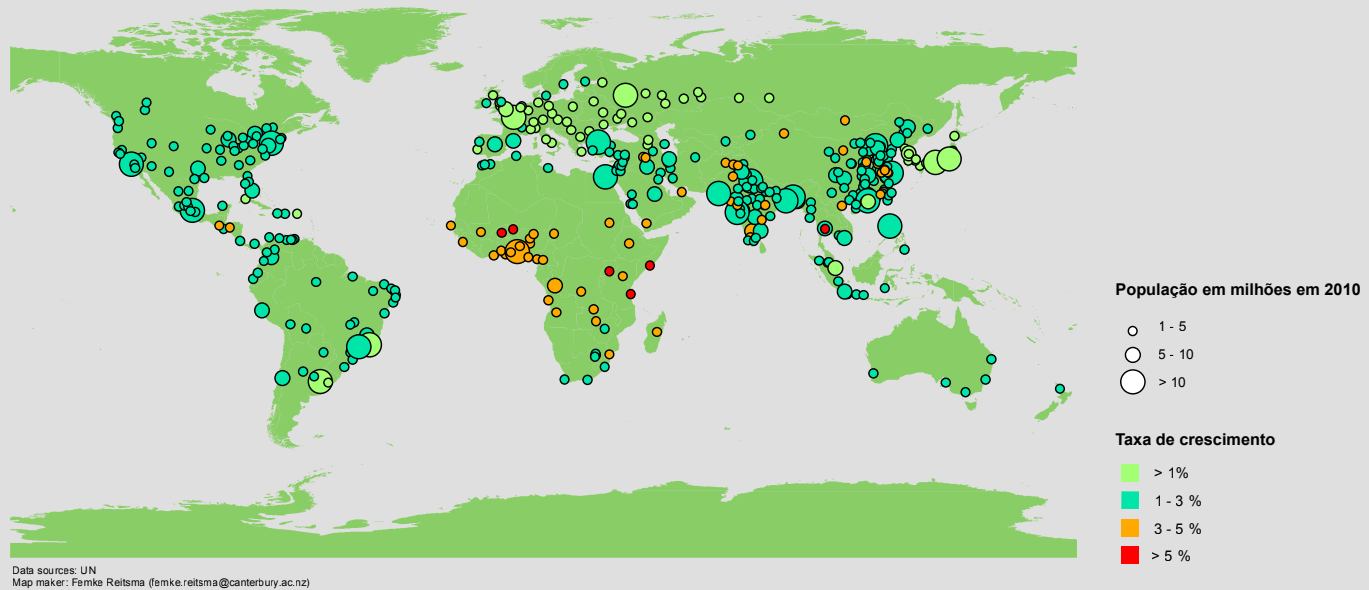 População em milhões em 2010
1 - 5
5 - 10
> 10
Taxa de crescimento
> 1%
1 - 3 %
3 - 5 %
> 5 %
Data sources: UN
Map maker: Femke Reitsma (femke.reitsma@canterbury.ac.nz)